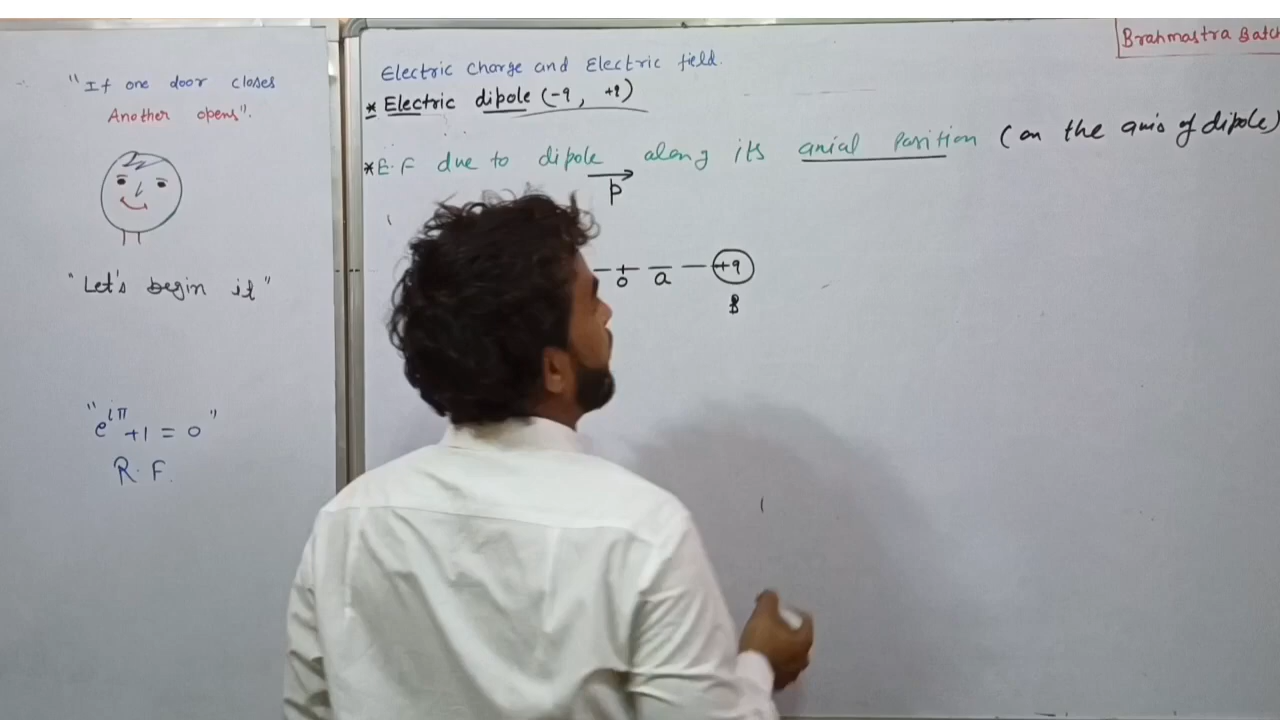 "If one door closes
Another opens".
"Let's begin it"
"e^iπ +1 = 0"
R. F.
Brahmastra Batch
Electric Charge and Electric field.
* Electric dipole (-q, +q)
* E.F due to dipole along its axial position (on the axis of dipole)
p
o a +q
B